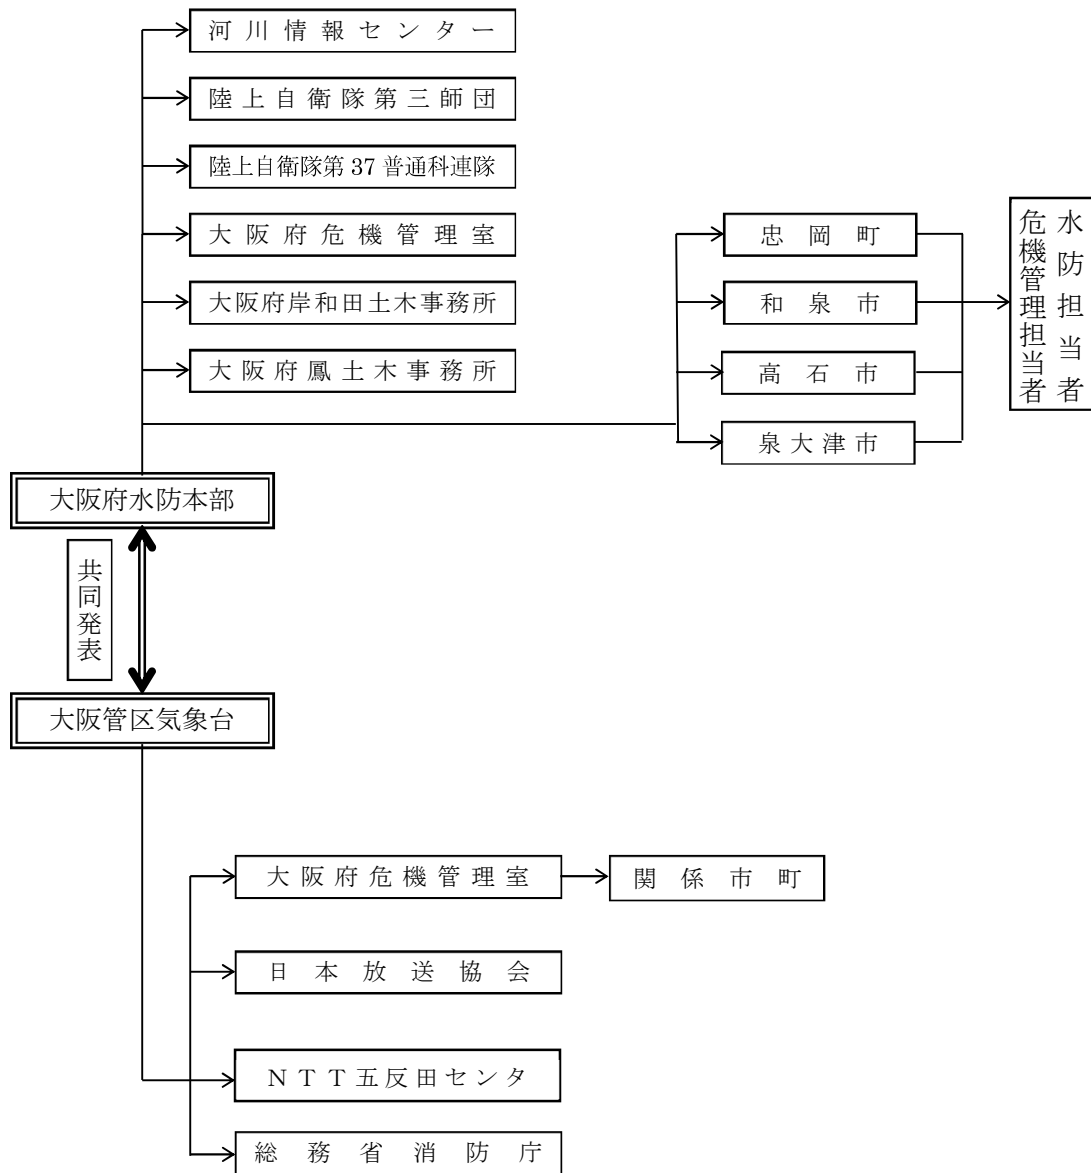 河川情報センター
陸上自衛隊第三師団
陸上自衛隊第 37 普通科連隊
大阪府危機管理室
大阪府岸和田土木事務所
大阪府鳳土木事務所
忠岡町
和泉市
高石市
泉大津市
水防担当者
危機管理担当者
大阪府水防本部
共同発表
大阪管区気象台
大阪府危機管理室
関係市町
日本放送協会
ＮＴＴ五反田センタ
総務省消防庁